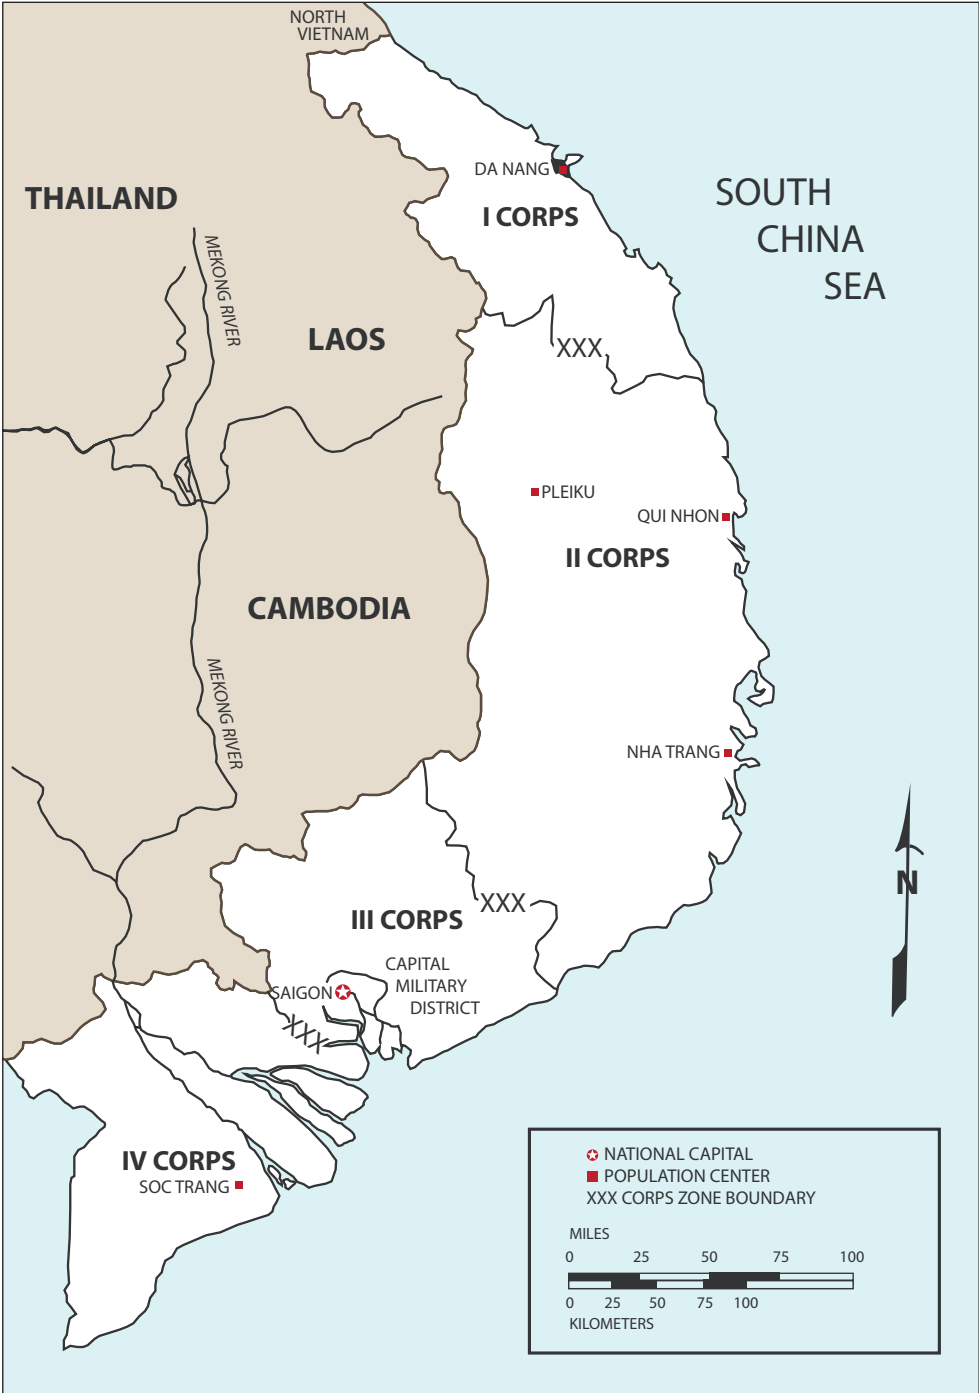 NORTH
VIETNAM
DA NANG
THAILAND
I CORPS
SOUTH
CHINA
SEA
MEKONG RIVER
LAOS
XXX
PLEIKU
QUI NHON
II CORPS
CAMBODIA
MEKONG RIVER
NHA TRANG
N
XXX
III CORPS
CAPITAL
MILITARY
DISTRICT
SAIGON
XXX
IV CORPS
SOC TRANG
NATIONAL CAPITAL
POPULATION CENTER
XXX CORPS ZONE BOUNDARY
MILES
0 25 50 75 100
0 25 50 75 100
KILOMETERS